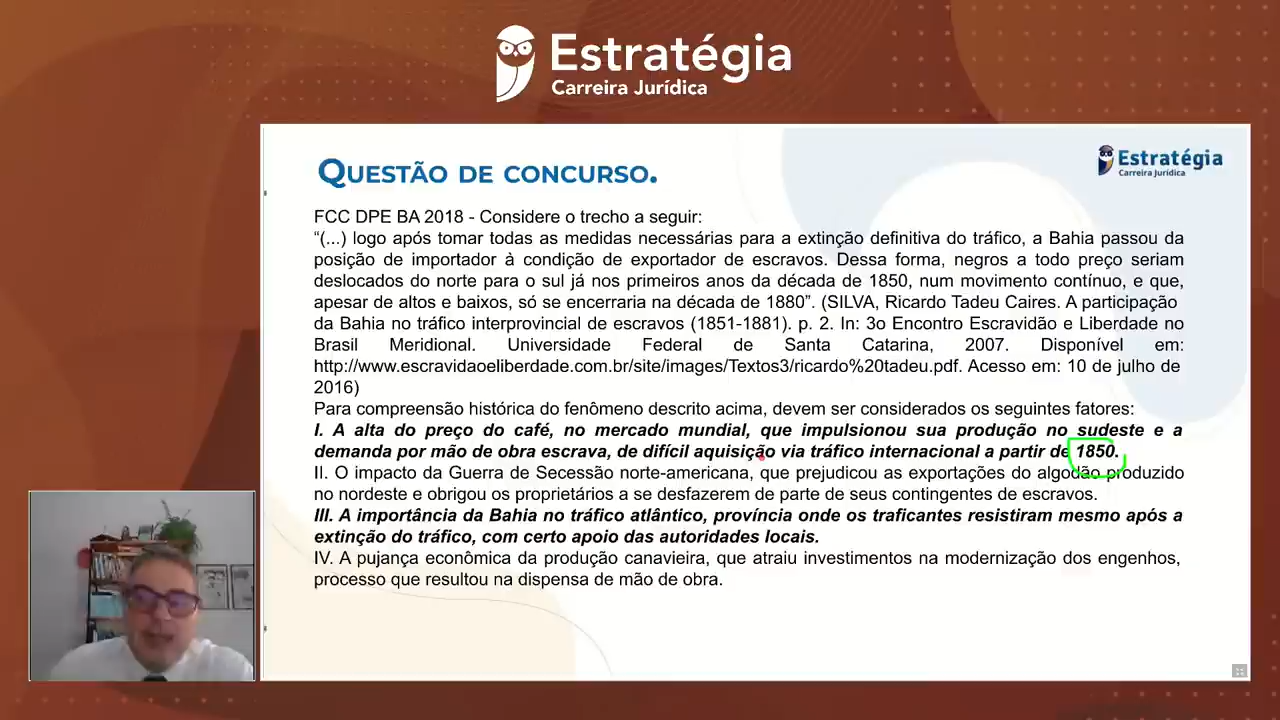 Estratégia
Carreira Jurídica
QUESTÃO DE CONCURSO.
Estratégia
Carreira Jurídica
FCC DPE BA 2018 - Considere o trecho a seguir:
“(...) logo após tomar todas as medidas necessárias para a extinção definitiva do tráfico, a Bahia passou da
posição de importador à condição de exportador de escravos. Dessa forma, negros a todo preço seriam
deslocados do norte para o sul já nos primeiros anos da década de 1850, num movimento contínuo, e que,
apesar de altos e baixos, só se encerraria na década de 1880”. (SILVA, Ricardo Tadeu Caires. A participação
da Bahia no tráfico interprovincial de escravos (1851-1881). p. 2. In: 3o Encontro Escravidão e Liberdade no
Brasil Meridional. Universidade Federal de Santa Catarina, 2007. Disponível em:
http://www.escravidaoeliberdade.com.br/site/images/Textos3/ricardo%20tadeu.pdf. Acesso em: 10 de julho de
2016)
Para compreensão histórica do fenômeno descrito acima, devem ser considerados os seguintes fatores:
I. A alta do preço do café, no mercado mundial, que impulsionou sua produção no sudeste e a
demanda por mão de obra escrava, de difícil aquisição via tráfico internacional a partir de 1850.
II. O impacto da Guerra de Secessão norte-americana, que prejudicou as exportações do algodão produzido
no nordeste e obrigou os proprietários a se desfazerem de parte de seus contingentes de escravos.
III. A importância da Bahia no tráfico atlântico, província onde os traficantes resistiram mesmo após a
extinção do tráfico, com certo apoio das autoridades locais.
IV. A pujança econômica da produção canavieira, que atraiu investimentos na modernização dos engenhos,
processo que resultou na dispensa de mão de obra.